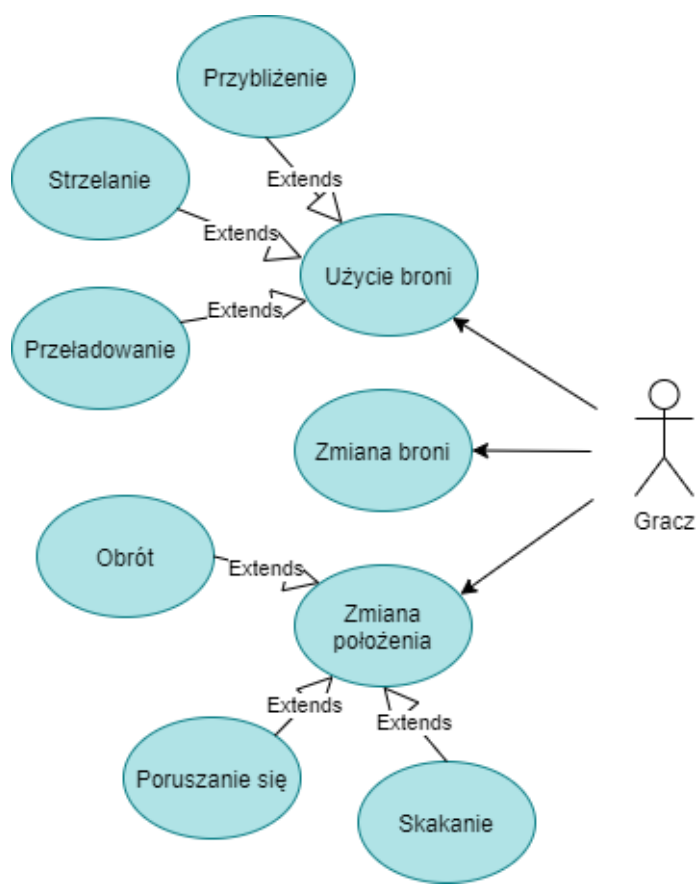 Przybliżenie
Extends
Strzelanie
Extends
Użycie broni
Extends
Przeładowanie
Zmiana broni
Gracz
Obrót
Extends
Zmiana
położenia
Extends
Extends
Poruszanie się
Skakanie